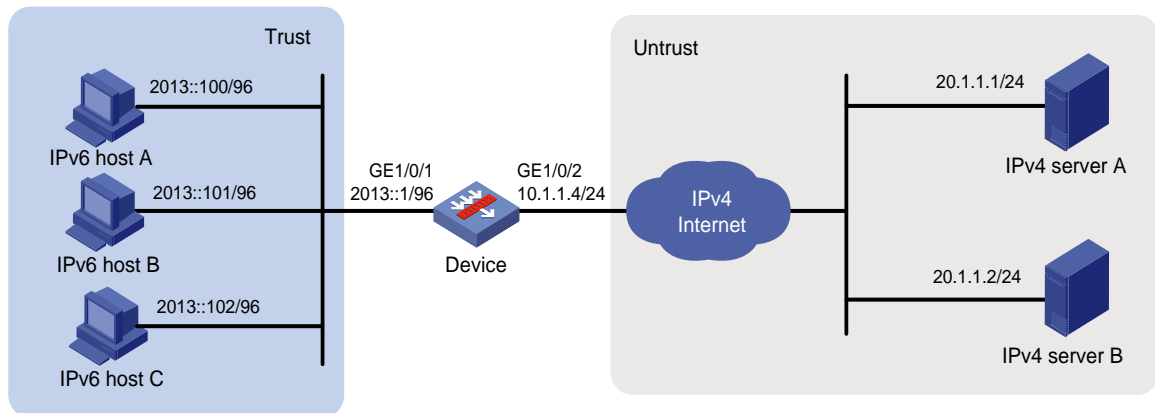 Trust
2013::100/96
IPv6 host A
2013::101/96
IPv6 host B
2013::102/96
IPv6 host C
GE1/0/1
2013::1/96
Device
GE1/0/2
10.1.1.4/24
IPv4
Internet
Untrust
20.1.1.1/24
IPv4 server A
20.1.1.2/24
IPv4 server B